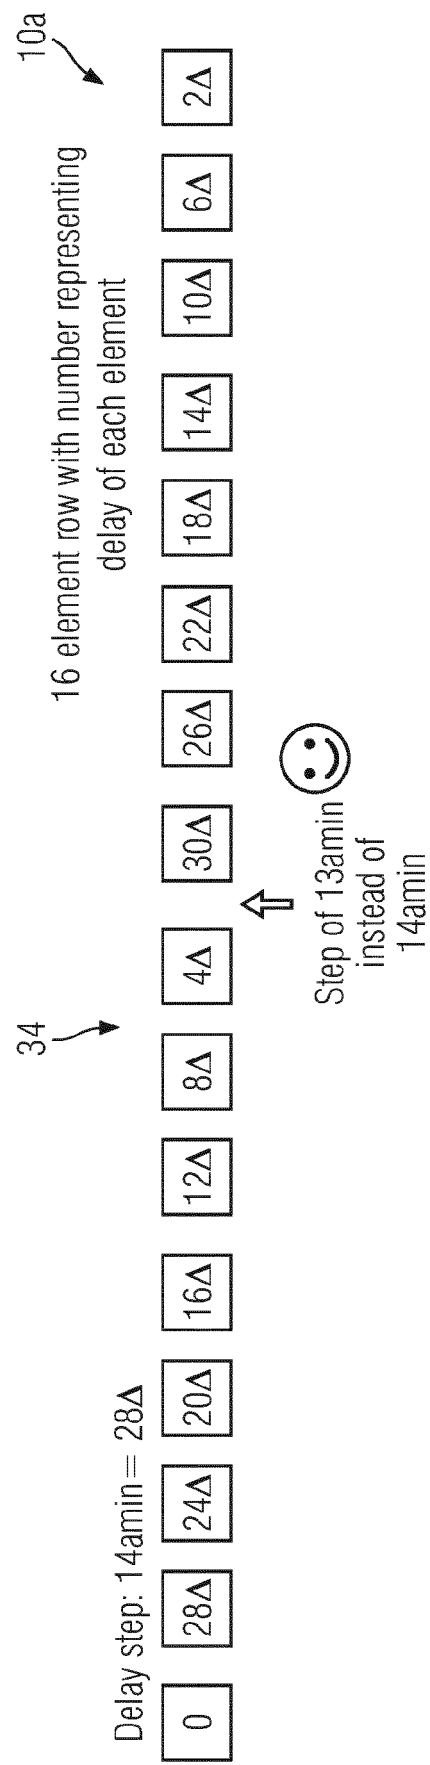 10a
16 element row with number representing
delay of each element
34
Delay step: 14amin = 28Δ
0 28Δ 24Δ 20Δ 16Δ 12Δ 8Δ 4Δ 30Δ 26Δ 22Δ 18Δ 14Δ 10Δ 6Δ 2Δ
Step of 13amin
instead of
14amin